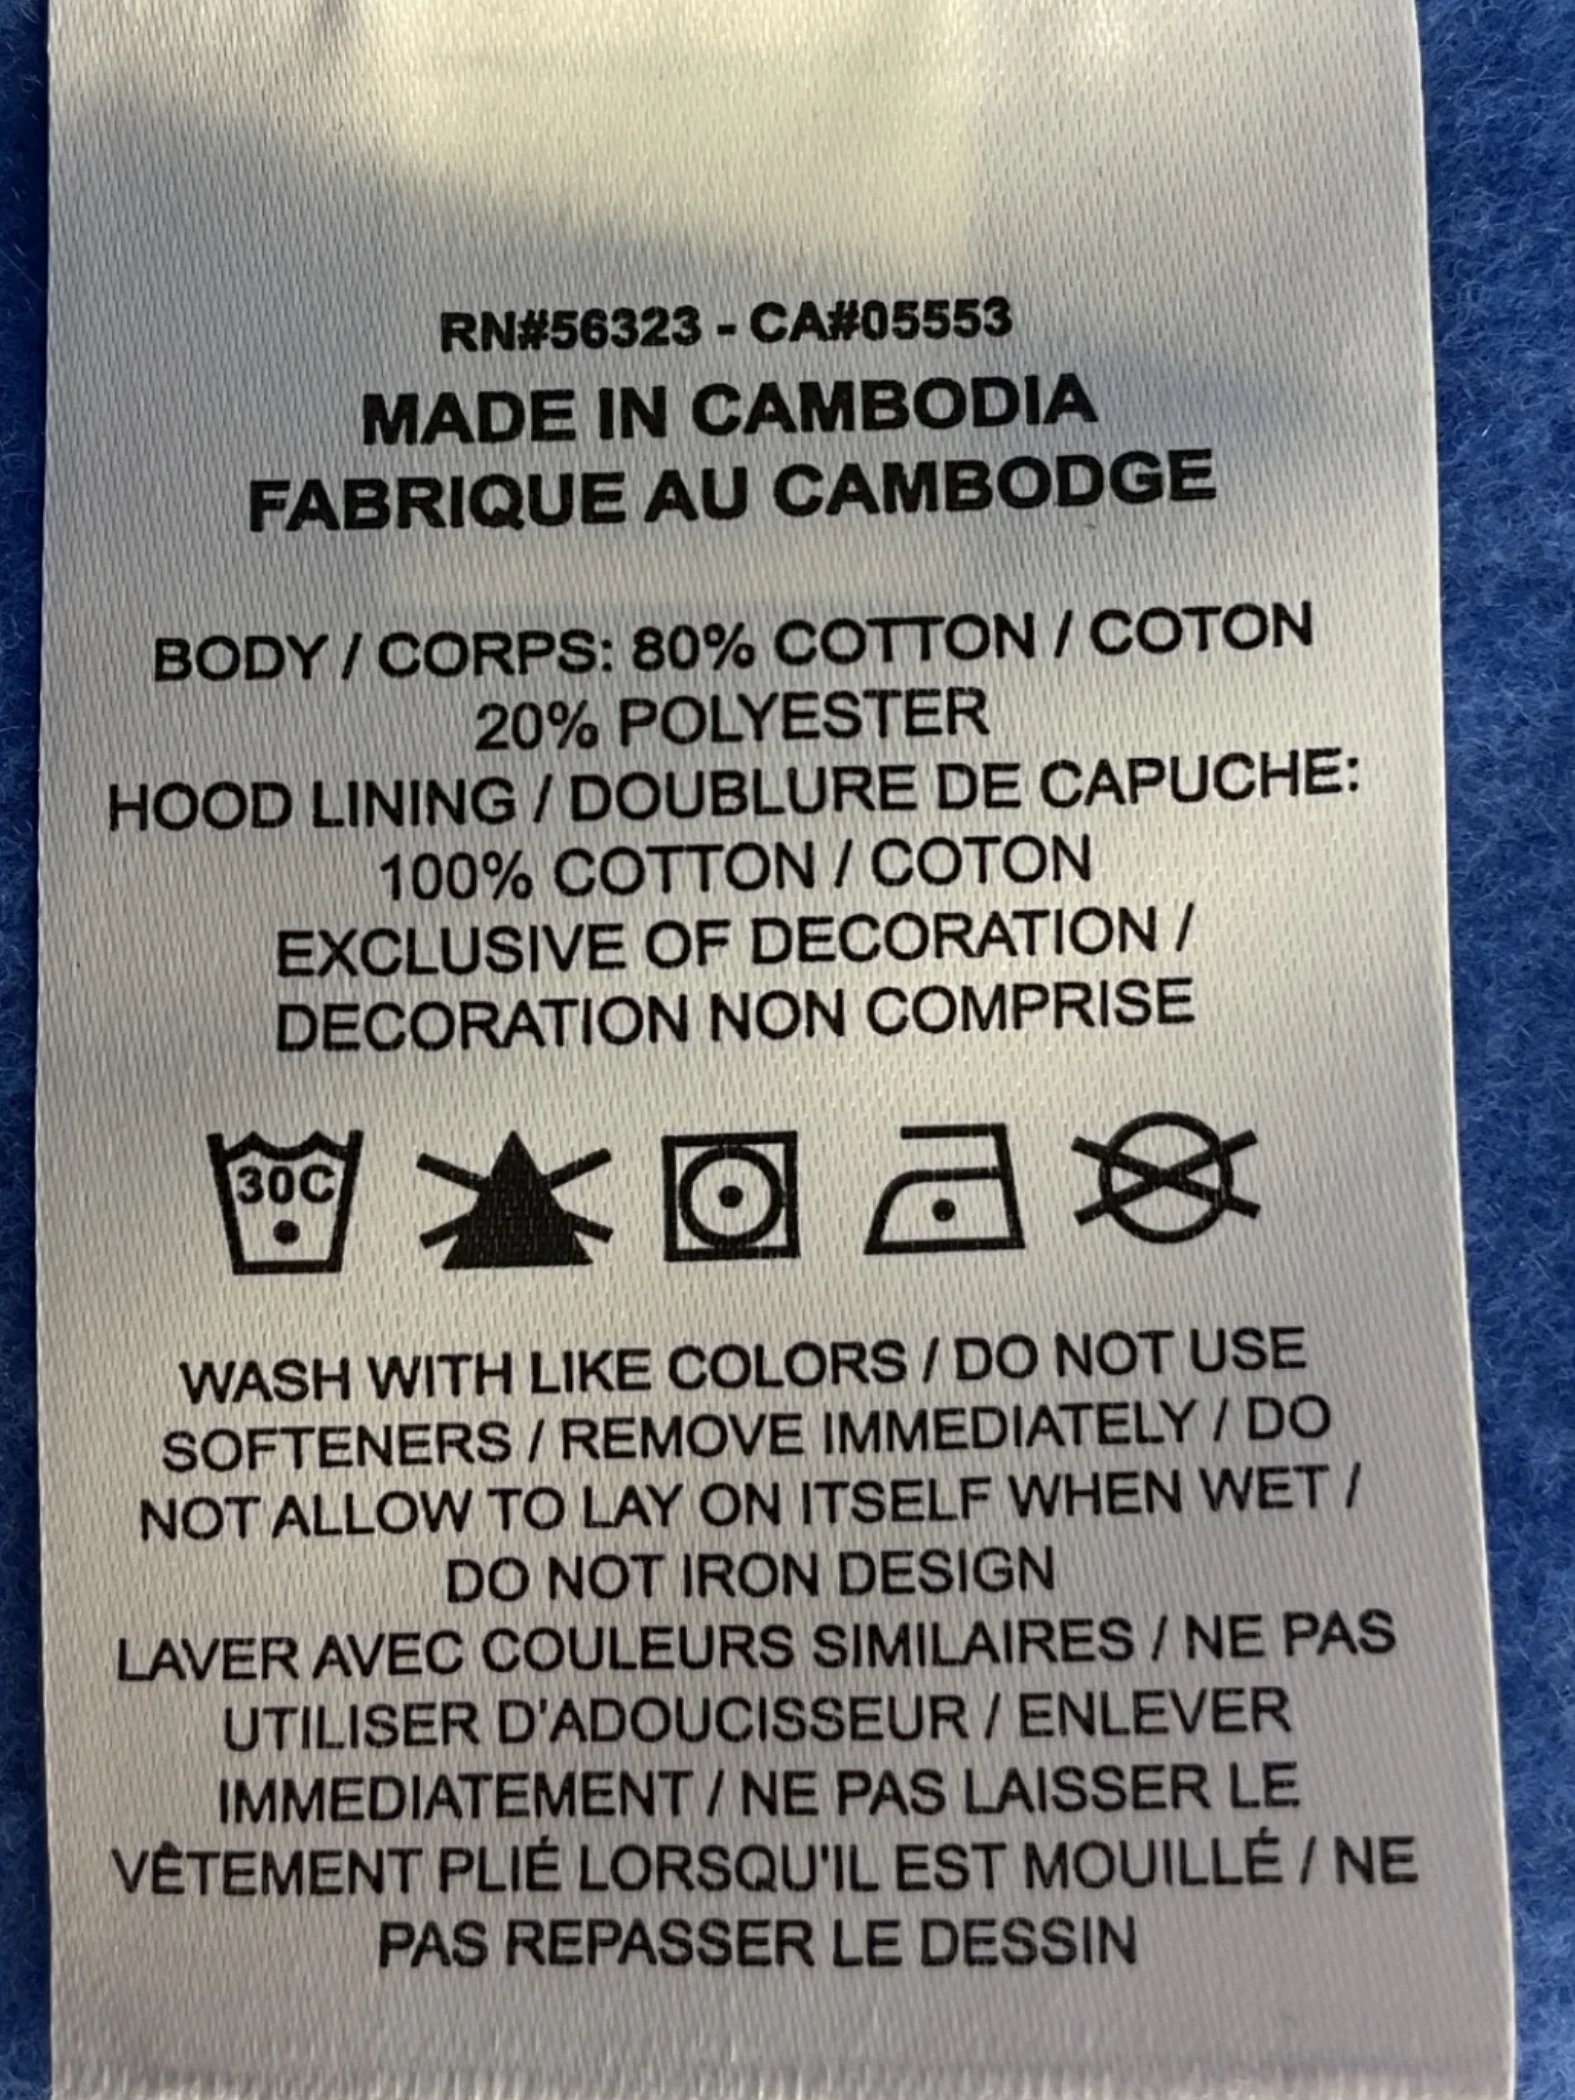 RN#56323 - CA#05553
MADE IN CAMBODIA
FABRIQUE AU CAMBODGE
BODY / CORPS: 80% COTTON / COTON
20% POLYESTER
HOOD LINING / DOUBLURE DE CAPUCHE:
100% COTTON / COTON
EXCLUSIVE OF DECORATION /
DECORATION NON COMPRISE
30C
WASH WITH LIKE COLORS / DO NOT USE
SOFTENERS / REMOVE IMMEDIATELY / DO
NOT ALLOW TO LAY ON ITSELF WHEN WET /
DO NOT IRON DESIGN
LAVER AVEC COULEURS SIMILAIRES / NE PAS
UTILISER D'ADOUCISSEUR / ENLEVER
IMMEDIATEMENT / NE PAS LAISSER LE
VÊTEMENT PLIÉ LORSQU'IL EST MOUILLÉ / NE
PAS REPASSER LE DESSIN